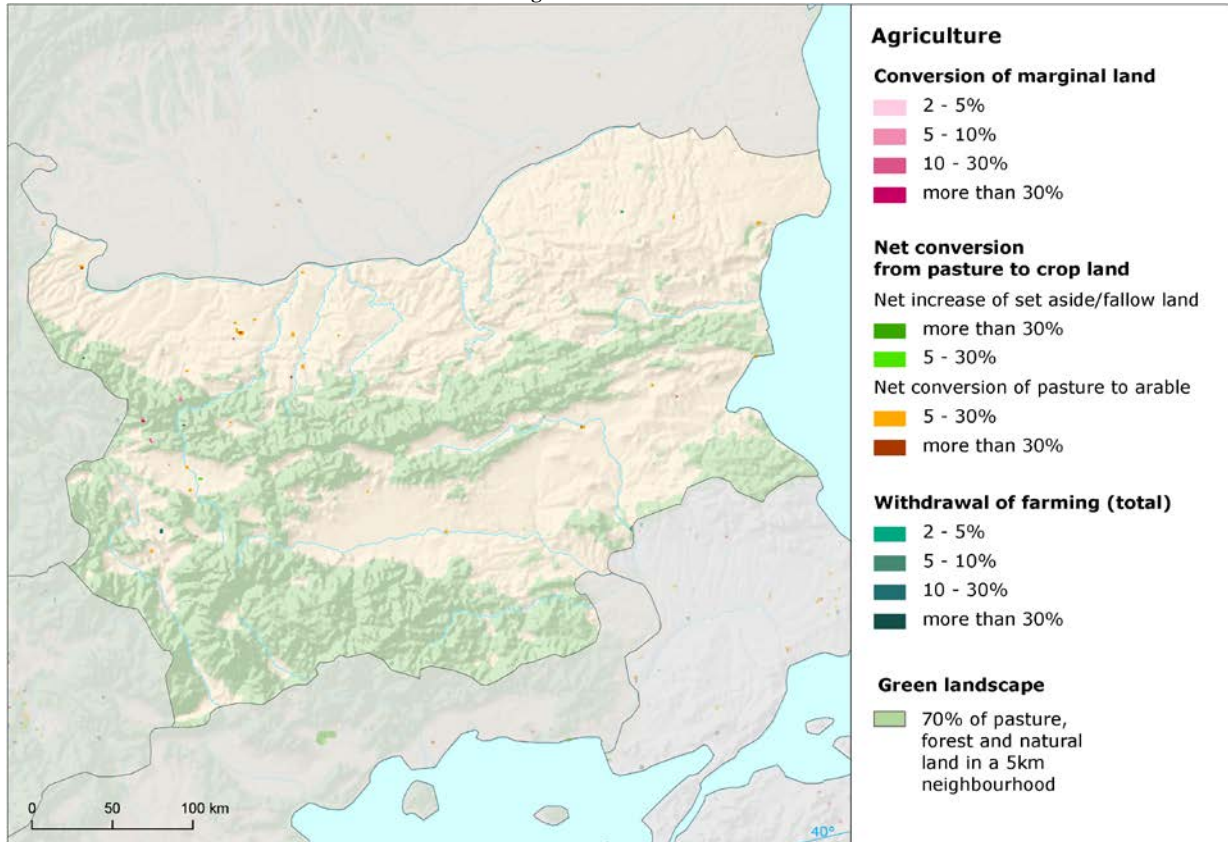 Agriculture
Conversion of marginal land
2 - 5%
5 - 10%
10 - 30%
more than 30%
Net conversion
from pasture to crop land
Net increase of set aside/fallow land
more than 30%
5 - 30%
Net conversion of pasture to arable
5 - 30%
more than 30%
Withdrawal of farming (total)
2 - 5%
5 - 10%
10 - 30%
more than 30%
Green landscape
70% of pasture,
forest and natural
land in a 5km
neighbourhood
0 50 100 km
40°